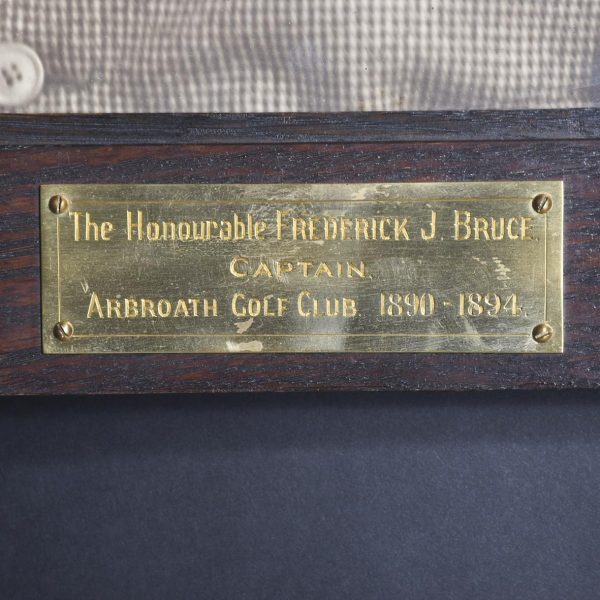 The Honourable FREDERICK J. BRUCE.
CAPTAIN.
ARBROATH GOLF CLUB. 1890-1894.